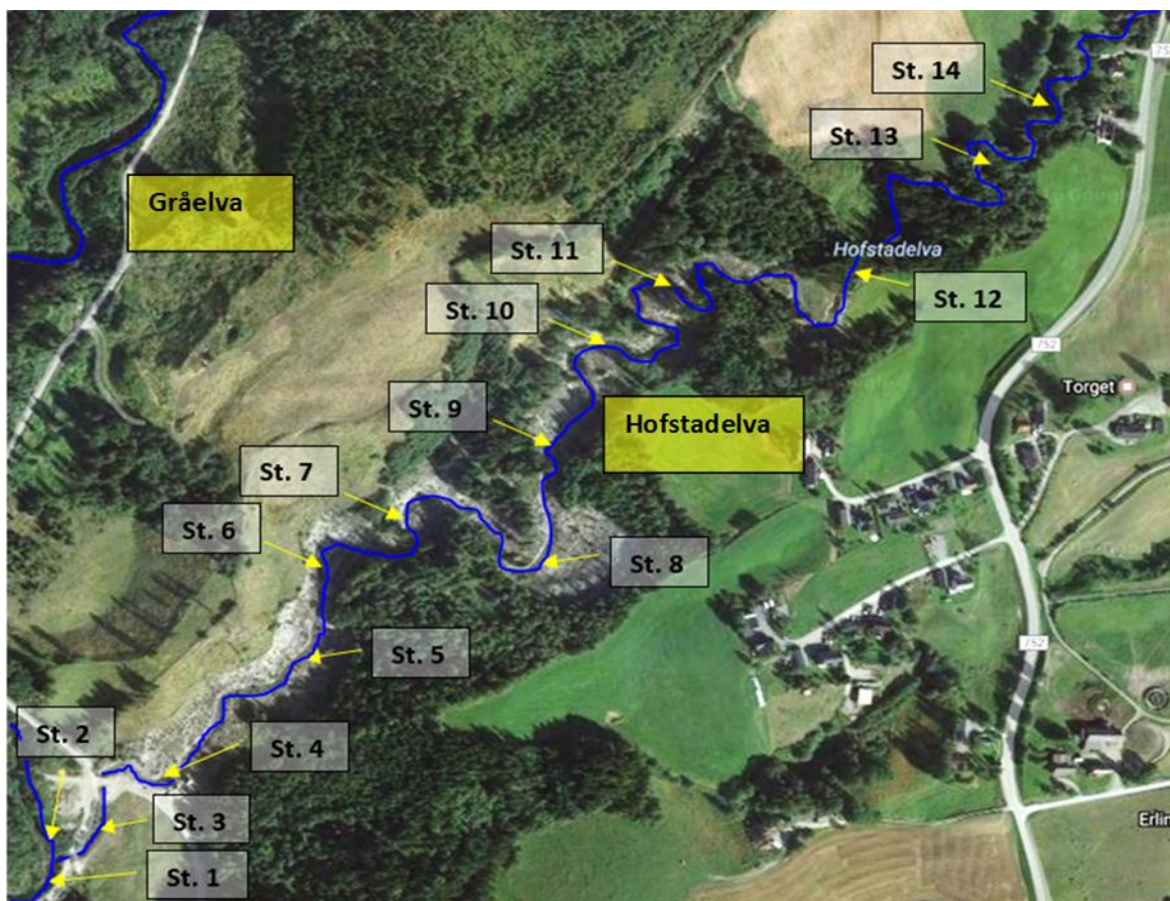 St. 14
St. 13
Gråelva
St. 11
Hofstadelva
St. 12
St. 10
752
Torget
St. 9
Hofstadelva
St. 7
St. 6
St. 8
752
St. 5
St. 2
St. 4
St. 3
Erlin
St. 1